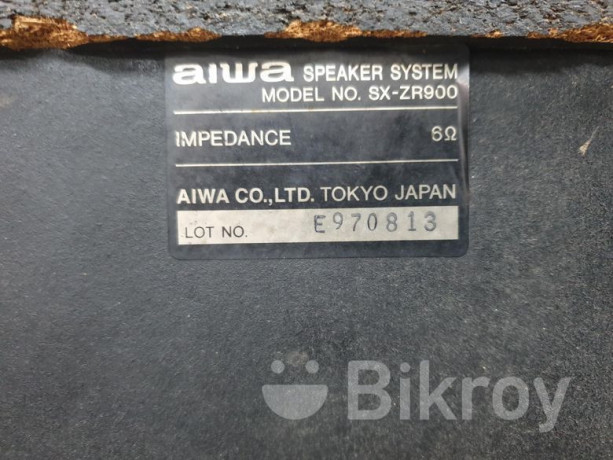 aiwa SPEAKER SYSTEM
MODEL NO. SX-ZR900
IMPEDANCE 6Ω
AIWA CO.,LTD. TOKYO JAPAN
LOT NO. E970813
Bikroy